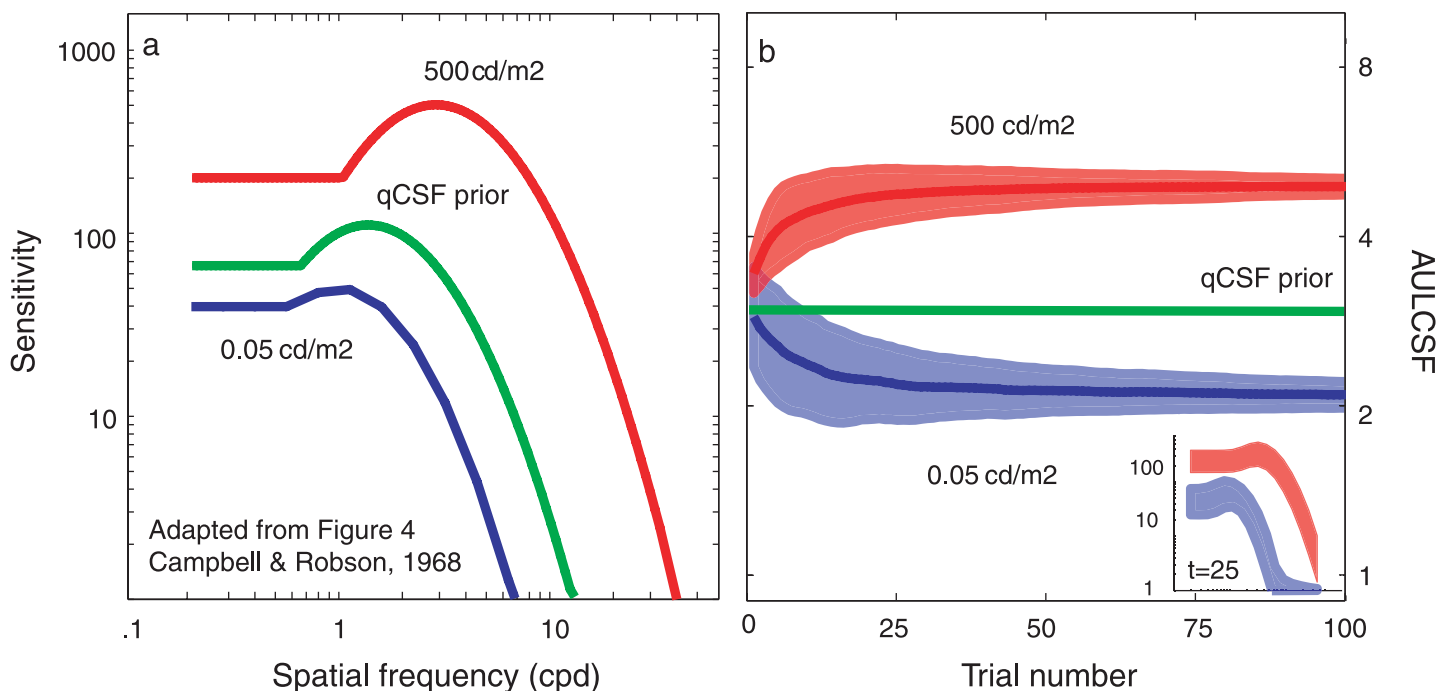 a
1000
100
10
Sensitivity
500 cd/m2
qCSF prior
0.05 cd/m2
Adapted from Figure 4
Campbell & Robson, 1968
.1
1
10
Spatial frequency (cpd)
b
500 cd/m2
qCSF prior
0.05 cd/m2
8
4
2
1
AULCSF
100
10
1
t=25
0
25
50
75
100
Trial number